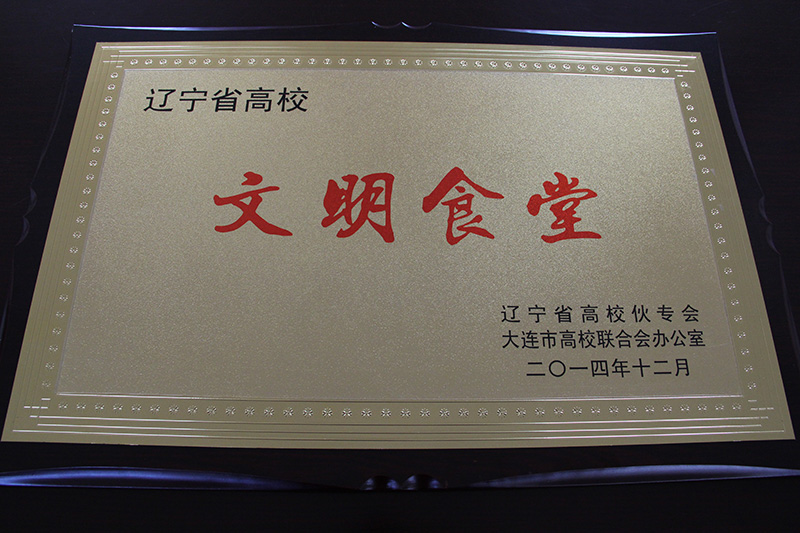 辽宁省高校
文明食堂
辽宁省高校伙专会
大连市高校联合会办公室
二〇一四年十二月